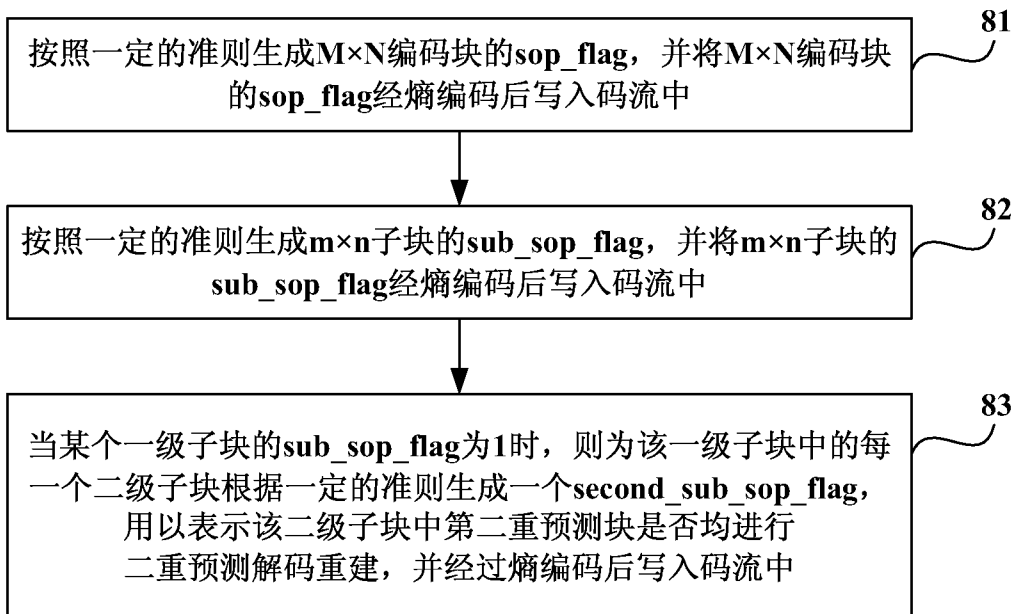 81
按照一定的准则生成M×N编码块的sop_flag，并将M×N编码块
的sop_flag经熵编码后写入码流中
82
按照一定的准则生成m×n子块的sub_sop_flag，并将m×n子块的
sub_sop_flag经熵编码后写入码流中
83
当某个一级子块的sub_sop_flag为1时，则为该一级子块中的每
一个二级子块根据一定的准则生成一个second_sub_sop_flag，
用以表示该二级子块中第二重预测块是否均进行
二重预测解码重建，并经过熵编码后写入码流中